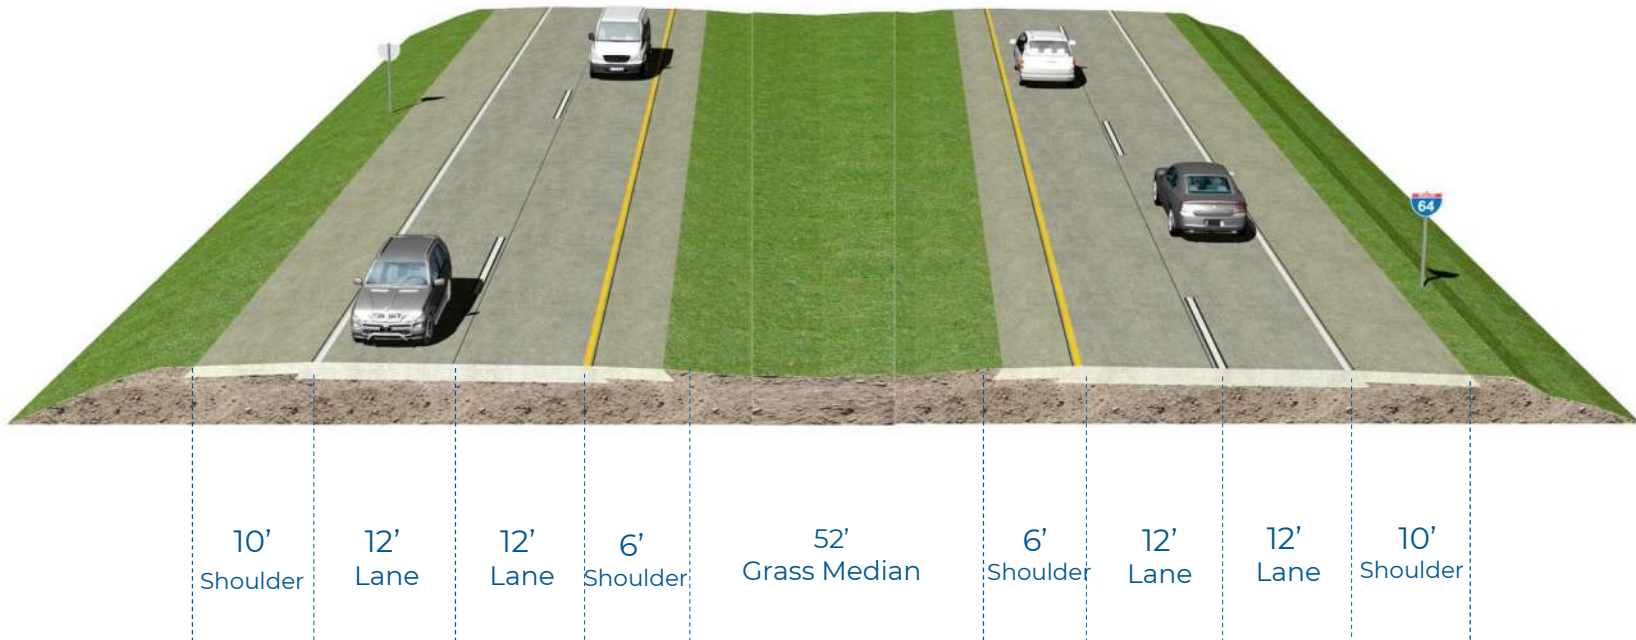 64
10’
Shoulder
12’
Lane
12’
Lane
6’
Shoulder
52’
Grass Median
6’
Shoulder
12’
Lane
12’
Lane
10’
Shoulder